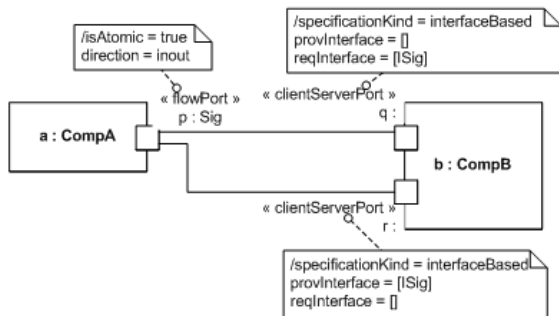 /specificationKind = interfaceBased
provInterface = []
reqInterface = [ISig]
/isAtomic = true
direction = inout
« flowPort »
p : Sig
« clientServerPort »
q :
a : CompA
b : CompB
« clientServerPort »
r :
/specificationKind = interfaceBased
provInterface = [ISig]
reqInterface = []